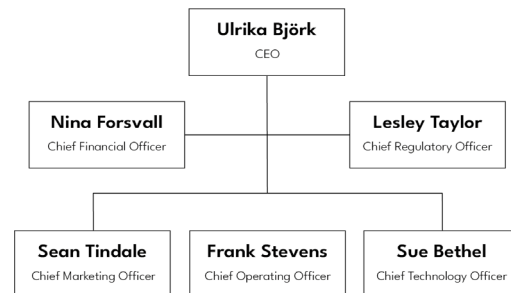 Ulrika Björk
CEO
Nina Forsvall
Chief Financial Officer
Lesley Taylor
Chief Regulatory Officer
Sean Tindale
Chief Marketing Officer
Frank Stevens
Chief Operating Officer
Sue Bethel
Chief Technology Officer